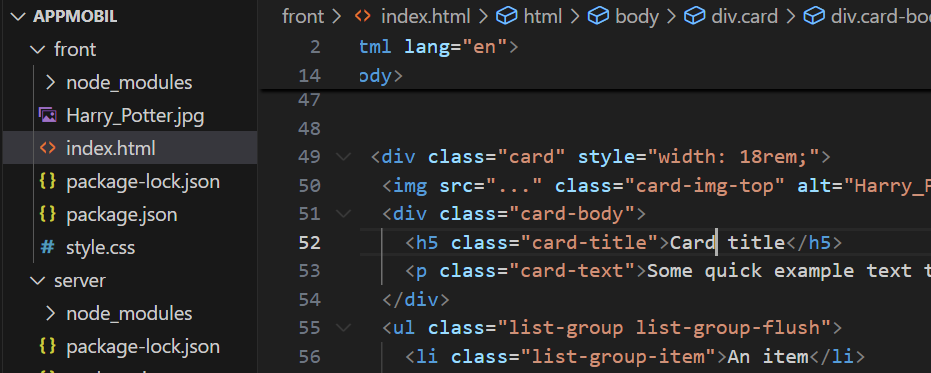 APPMOBIL
front
node_modules
Harry_Potter.jpg
<> index.html
{} package-lock.json
{} package.json
# style.css
server
node_modules
{} package-lock.json
front > <> index.html > html > body > div.card > div.card-bo
2 tml lang="en">
14 ody>
47
48
49 <div class="card" style="width: 18rem;">
50 <img src="..." class="card-img-top" alt="Harry_P
51 <div class="card-body">
52 <h5 class="card-title">Card title</h5>
53 <p class="card-text">Some quick example text t
54 </div>
55 <ul class="list-group list-group-flush">
56 <li class="list-group-item">An item</li>